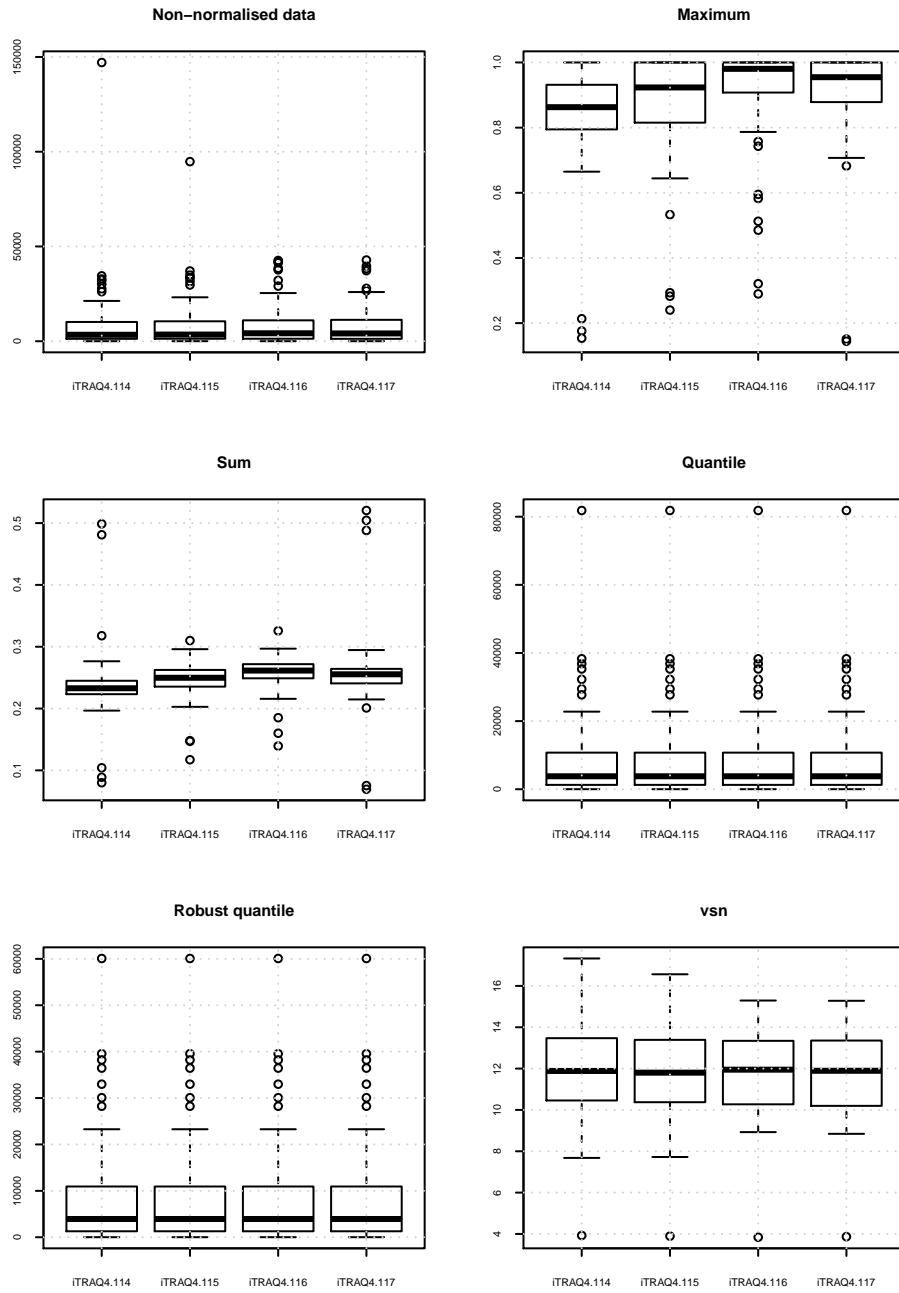 Non−normalised data
150000
100000
50000
0
iTRAQ4.114 iTRAQ4.115 iTRAQ4.116 iTRAQ4.117
Maximum
1.0
0.8
0.6
0.4
0.2
iTRAQ4.114 iTRAQ4.115 iTRAQ4.116 iTRAQ4.117
Sum
0.5
0.4
0.3
0.2
0.1
iTRAQ4.114 iTRAQ4.115 iTRAQ4.116 iTRAQ4.117
Quantile
80000
60000
40000
20000
0
iTRAQ4.114 iTRAQ4.115 iTRAQ4.116 iTRAQ4.117
Robust quantile
60000
50000
40000
30000
20000
10000
0
iTRAQ4.114 iTRAQ4.115 iTRAQ4.116 iTRAQ4.117
vsn
16
14
12
10
8
6
4
iTRAQ4.114 iTRAQ4.115 iTRAQ4.116 iTRAQ4.117